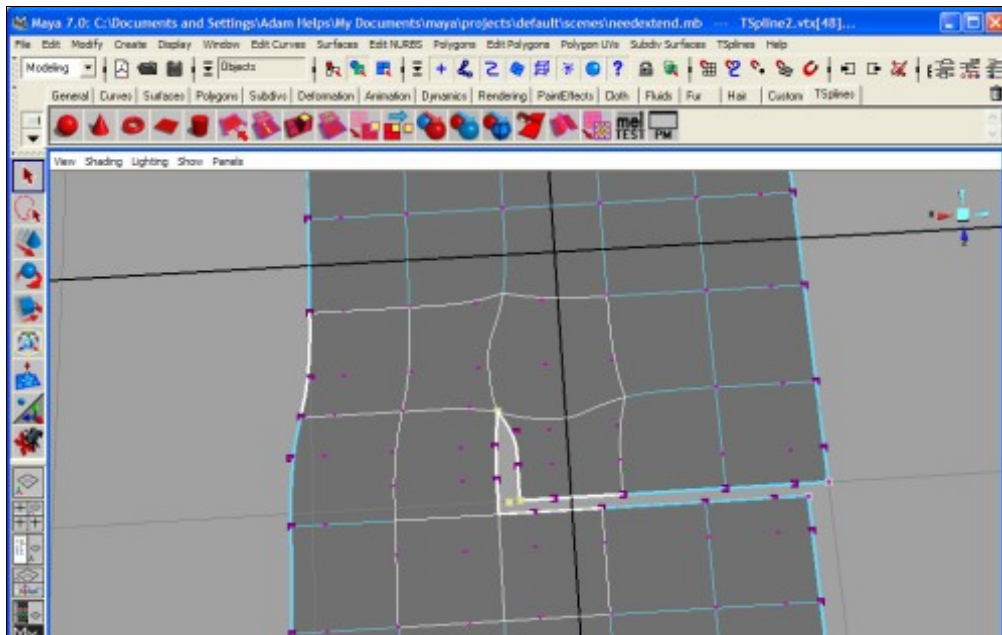 Maya 7.0: C:\Documents and Settings\Adam Helps\My Documents\maya\projects\default\scenes\needextend.mb --- TSpline2.vtx[48]...
File Edit Modify Create Display Window Edit Curves Surfaces Edit NURBS Polygons Edit Polygons Polygon UVs Subdiv Surfaces TSplines Help
Modeling Objects
General Curves Surfaces Polygons Subdivs Deformation Animation Dynamics Rendering PaintEffects Cloth Fluids Fur Hair Custom TSplines
mel TEST PM
View Shading Lighting Show Panels